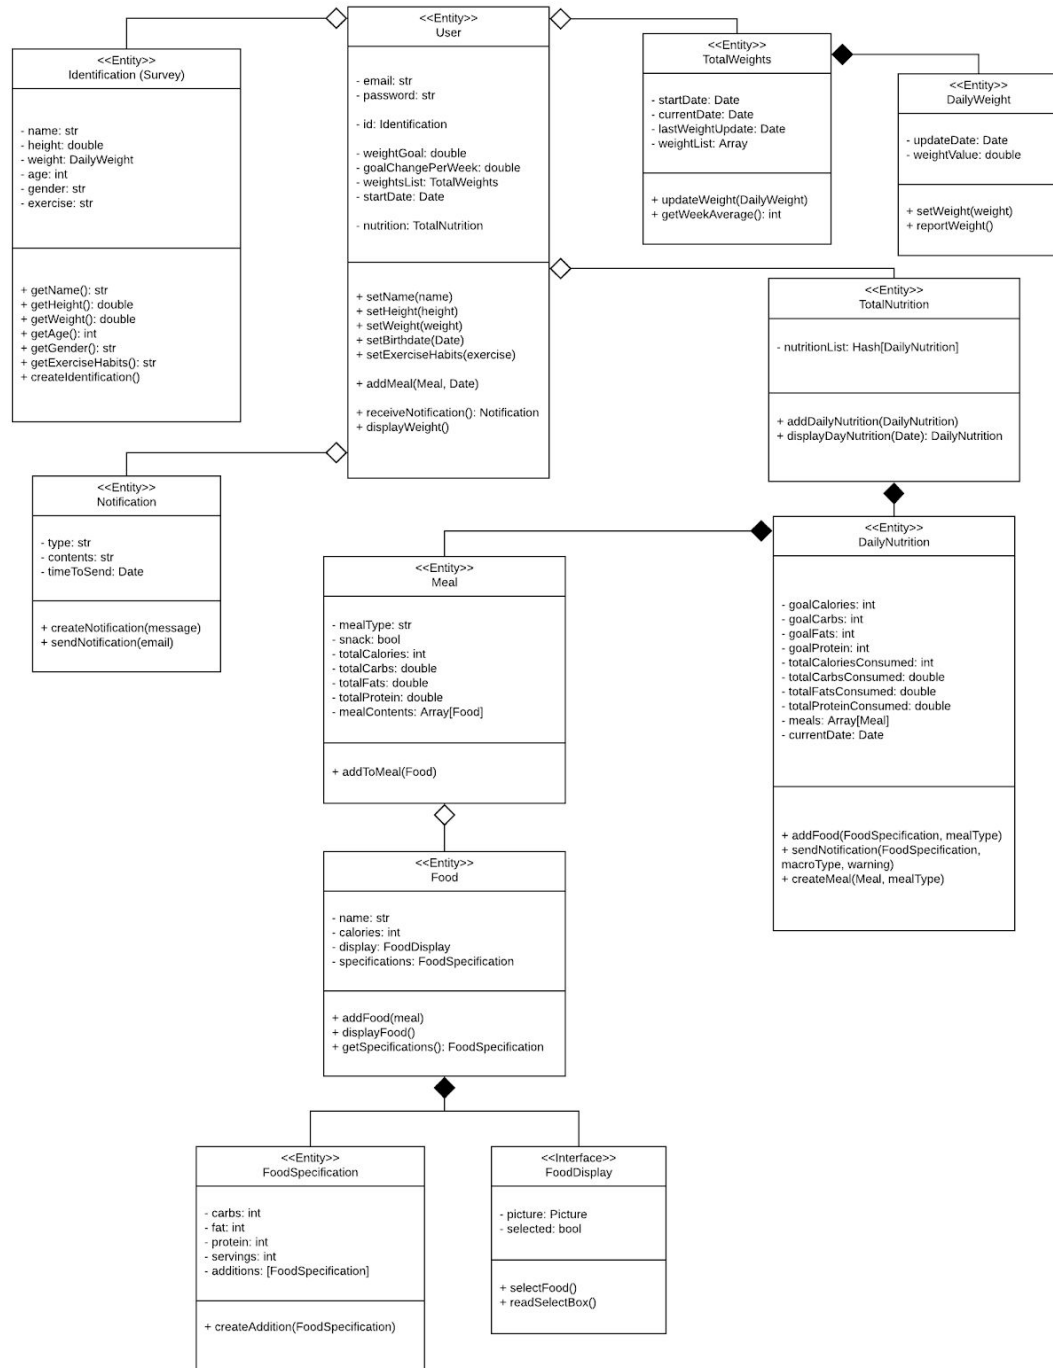 <<Entity>>
User
- email: str
- password: str
- id: Identification
- weightGoal: double
- goalChangePerWeek: double
- weightsList: TotalWeights
- startDate: Date
- nutrition: TotalNutrition
+ setName(name)
+ setHeight(height)
+ setWeight(weight)
+ setBirthdate(Date)
+ setExerciseHabits(exercise)
+ addMeal(Meal, Date)
+ receiveNotification(): Notification
+ displayWeight()
<<Entity>>
Identification (Survey)
- name: str
- height: double
- weight: DailyWeight
- age: int
- gender: str
- exercise: str
+ getName(): str
+ getHeight(): double
+ getWeight(): double
+ getAge(): int
+ getGender(): str
+ getExerciseHabits(): str
+ createIdentification()
<<Entity>>
TotalWeights
- startDate: Date
- currentDate: Date
- lastWeightUpdate: Date
- weightList: Array
+ updateWeight(DailyWeight)
+ getWeekAverage(): int
<<Entity>>
DailyWeight
- updateDate: Date
- weightValue: double
+ setWeight(weight)
+ reportWeight()
<<Entity>>
TotalNutrition
- nutritionList: Hash[DailyNutrition]
+ addDailyNutrition(DailyNutrition)
+ displayDayNutrition(Date): DailyNutrition
<<Entity>>
Notification
- type: str
- contents: str
- timeToSend: Date
+ createNotification(message)
+ sendNotification(email)
<<Entity>>
DailyNutrition
- goalCalories: int
- goalCarbs: int
- goalFats: int
- goalProtein: int
- totalCaloriesConsumed: int
- totalCarbsConsumed: double
- totalFatsConsumed: double
- totalProteinConsumed: double
- meals: Array[Meal]
- currentDate: Date
+ addFood(FoodSpecification, mealType)
+ sendNotification(FoodSpecification,
macroType, warning)
+ createMeal(Meal, mealType)
<<Entity>>
Meal
- mealType: str
- snack: bool
- totalCalories: int
- totalCarbs: double
- totalFats: double
- totalProtein: double
- mealContents: Array[Food]
+ addToMeal(Food)
<<Entity>>
Food
- name: str
- calories: int
- display: FoodDisplay
- specifications: FoodSpecification
+ addFood(meal)
+ displayFood()
+ getSpecifications(): FoodSpecification
<<Entity>>
FoodSpecification
- carbs: int
- fat: int
- protein: int
- servings: int
- additions: [FoodSpecification]
+ createAddition(FoodSpecification)
<<Interface>>
FoodDisplay
- picture: Picture
- selected: bool
+ selectFood()
+ readSelectBox()